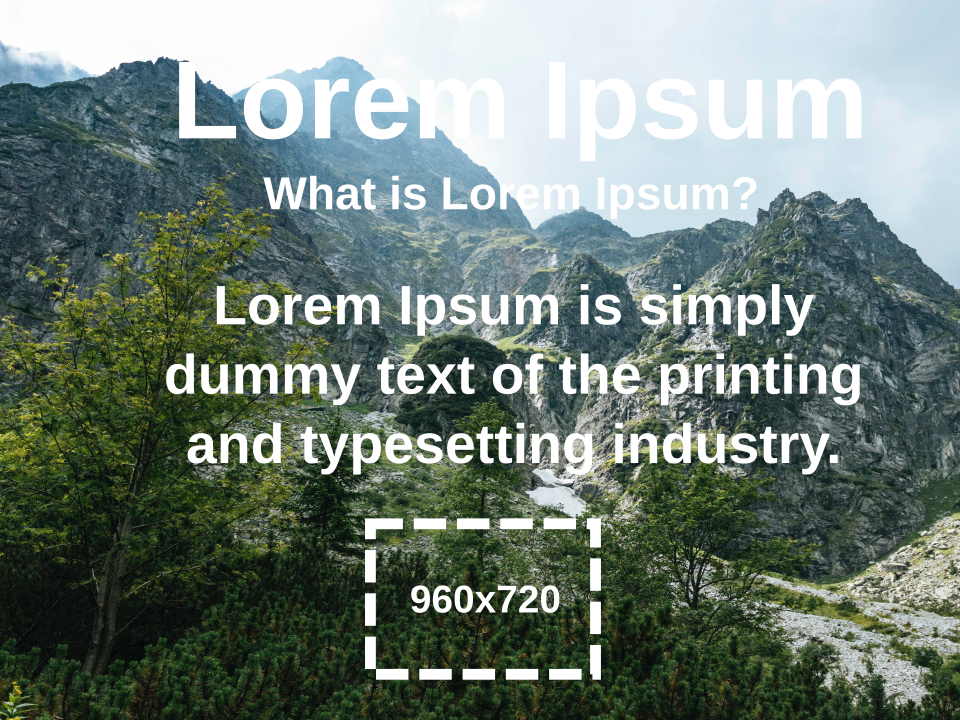 Lorem Ipsum
What is Lorem Ipsum?
Lorem Ipsum is simply
dummy text of the printing
and typesetting industry.
960x720